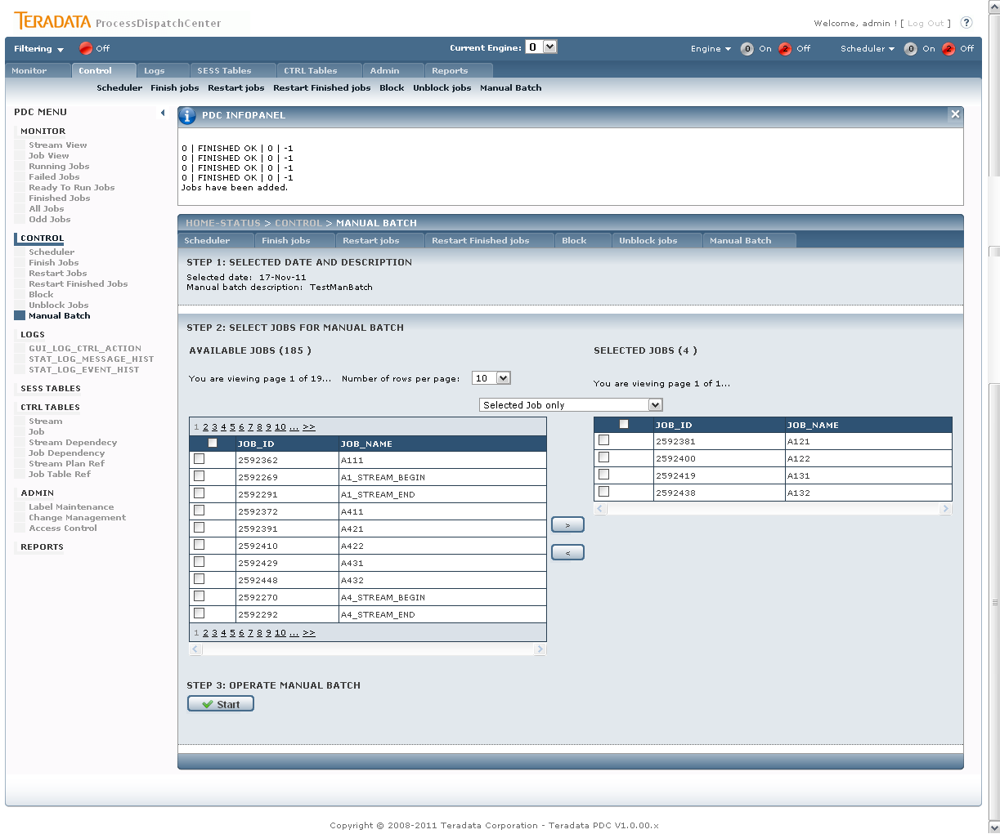 TERADATA ProcessDispatchCenter
Welcome, admin ! [ Log Out ] ?
Filtering Off Current Engine: 0 Engine 0 On 2 Off Scheduler 0 On 2 Off
Monitor Control Logs SESS Tables CTRL Tables Admin Reports
Scheduler Finish jobs Restart jobs Restart Finished jobs Block Unblock jobs Manual Batch
PDC MENU
MONITOR
Stream View
Job View
Running Jobs
Failed Jobs
Ready To Run Jobs
Finished Jobs
All Jobs
Odd Jobs
CONTROL
Scheduler
Finish Jobs
Restart Jobs
Restart Finished Jobs
Block
Unblock Jobs
Manual Batch
LOGS
GUI_LOG_CTRL_ACTION
STAT_LOG_MESSAGE_HIST
STAT_LOG_EVENT_HIST
SESS TABLES
CTRL TABLES
Stream
Job
Stream Dependecy
Job Dependency
Stream Plan Ref
Job Table Ref
ADMIN
Label Maintenance
Change Management
Access Control
REPORTS
i PDC INFOPANEL
0 | FINISHED OK | 0 | -1
0 | FINISHED OK | 0 | -1
0 | FINISHED OK | 0 | -1
0 | FINISHED OK | 0 | -1
Jobs have been added.
HOME-STATUS > CONTROL > MANUAL BATCH
Scheduler Finish jobs Restart jobs Restart Finished jobs Block Unblock jobs Manual Batch
STEP 1: SELECTED DATE AND DESCRIPTION
Selected date: 17-Nov-11
Manual batch description: TestManBatch
STEP 2: SELECT JOBS FOR MANUAL BATCH
AVAILABLE JOBS (185 )
You are viewing page 1 of 19... Number of rows per page: 10
SELECTED JOBS (4 )
You are viewing page 1 of 1...
Selected Job only
1 2 3 4 5 6 7 8 9 10 ... >>
JOB_ID JOB_NAME
2592362 A111
2592269 A1_STREAM_BEGIN
2592291 A1_STREAM_END
2592372 A411
2592391 A421
2592410 A422
2592429 A431
2592448 A432
2592270 A4_STREAM_BEGIN
2592292 A4_STREAM_END
1 2 3 4 5 6 7 8 9 10 ... >>
>
<
JOB_ID JOB_NAME
2592381 A121
2592400 A122
2592419 A131
2592438 A132
STEP 3: OPERATE MANUAL BATCH
Start
Copyright © 2008-2011 Teradata Corporation - Teradata PDC V1.0.00.x